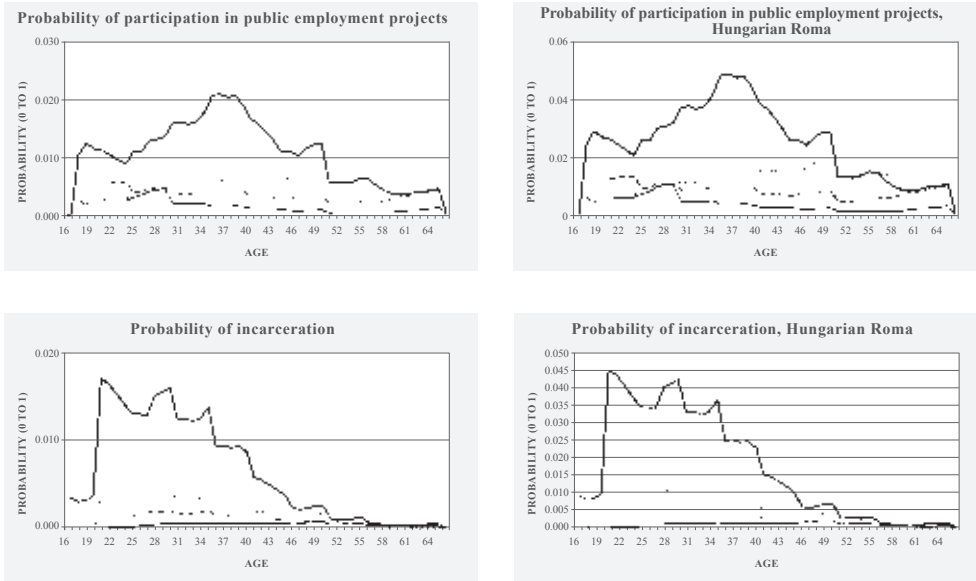 Probability of participation in public employment projects
0.030
0.020
0.010
0.000
PROBABILITY (0 TO 1)
16 19 22 25 28 31 34 37 40 43 46 49 52 55 58 61 64
AGE
Probability of participation in public employment projects,
Hungarian Roma
0.06
0.04
0.02
0
PROBABILITY (0 TO 1)
16 19 22 25 28 31 34 37 40 43 46 49 52 55 58 61 64
AGE
Probability of incarceration
0.020
0.010
0.000
PROBABILITY (0 TO 1)
16 19 22 25 28 31 34 37 40 43 46 49 52 55 58 61 64
AGE
Probability of incarceration, Hungarian Roma
0.050
0.045
0.040
0.035
0.030
0.025
0.020
0.015
0.010
0.005
0.000
PROBABILITY (0 TO 1)
16 19 22 25 28 31 34 37 40 43 46 49 52 55 58 61 64
AGE